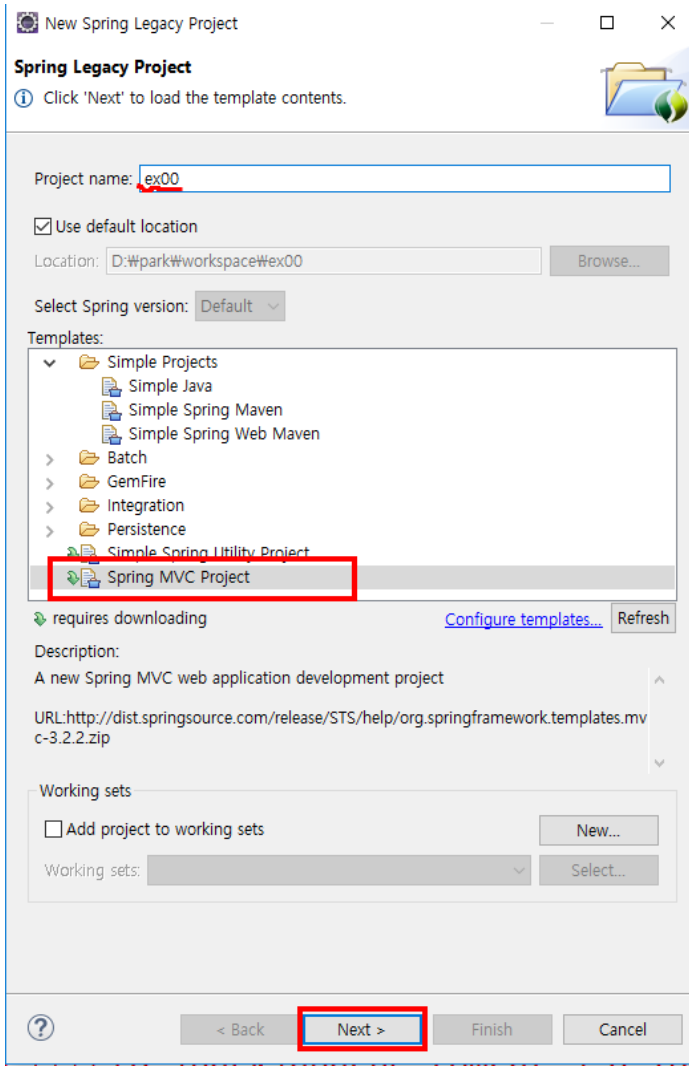 New Spring Legacy Project
Spring Legacy Project
Click 'Next' to load the template contents.
Project name: ex00
Use default location
Location: D:₩park₩workspace₩ex00 Browse...
Select Spring version: Default
Templates:
Simple Projects
Simple Java
Simple Spring Maven
Simple Spring Web Maven
Batch
GemFire
Integration
Persistence
Simple Spring Utility Project
Spring MVC Project
requires downloading Configure templates... Refresh
Description:
A new Spring MVC web application development project
URL:http://dist.springsource.com/release/STS/help/org.springframework.templates.mv
c-3.2.2.zip
Working sets
Add project to working sets New...
Working sets: Select...
? < Back Next > Finish Cancel